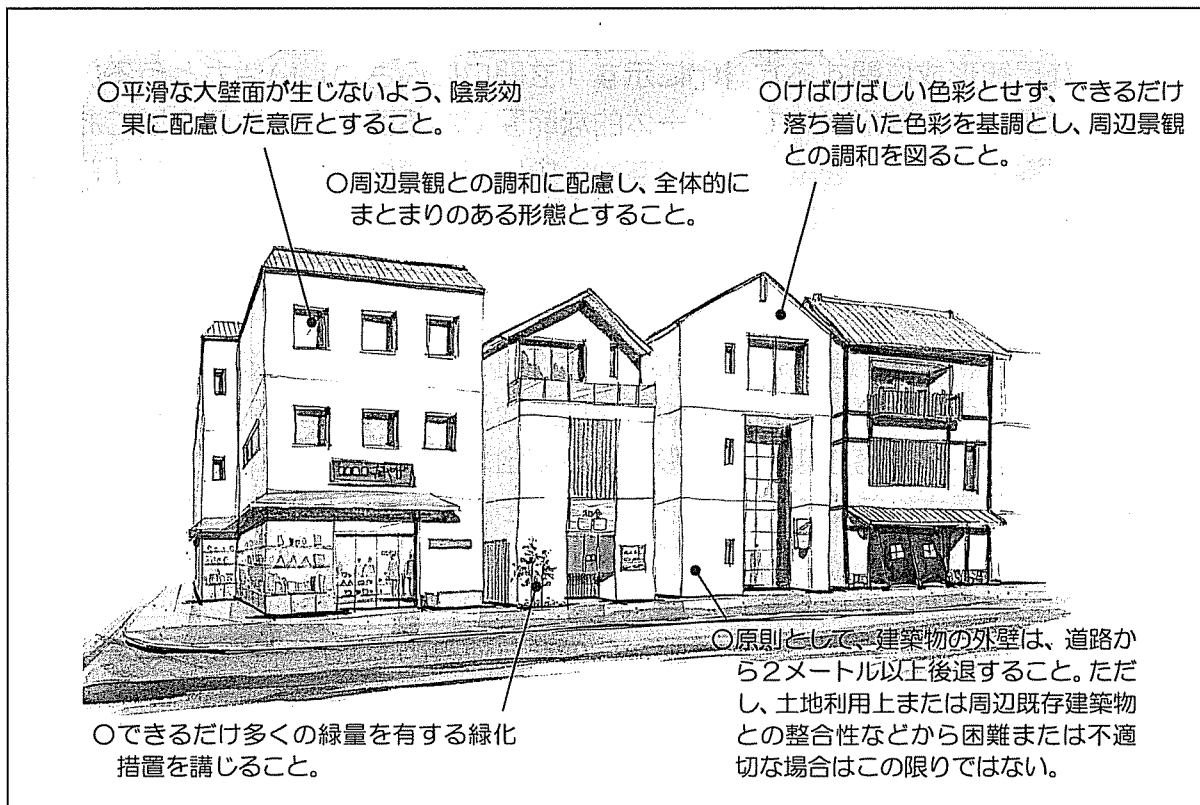 ○平滑な大壁面が生じないよう、陰影効
果に配慮した意匠とすること。
○けばけばしい色彩とせず、できるだけ
落ち着いた色彩を基調とし、周辺景観
との調和を図ること。
○周辺景観との調和に配慮し、全体的に
まとまりのある形態とすること。
○原則として、建築物の外壁は、道路か
ら2メートル以上後退すること。ただ
し、土地利用上または周辺既存建築物
との整合性などから困難または不適
切な場合はこの限りではない。
○できるだけ多くの緑量を有する緑化
措置を講じること。